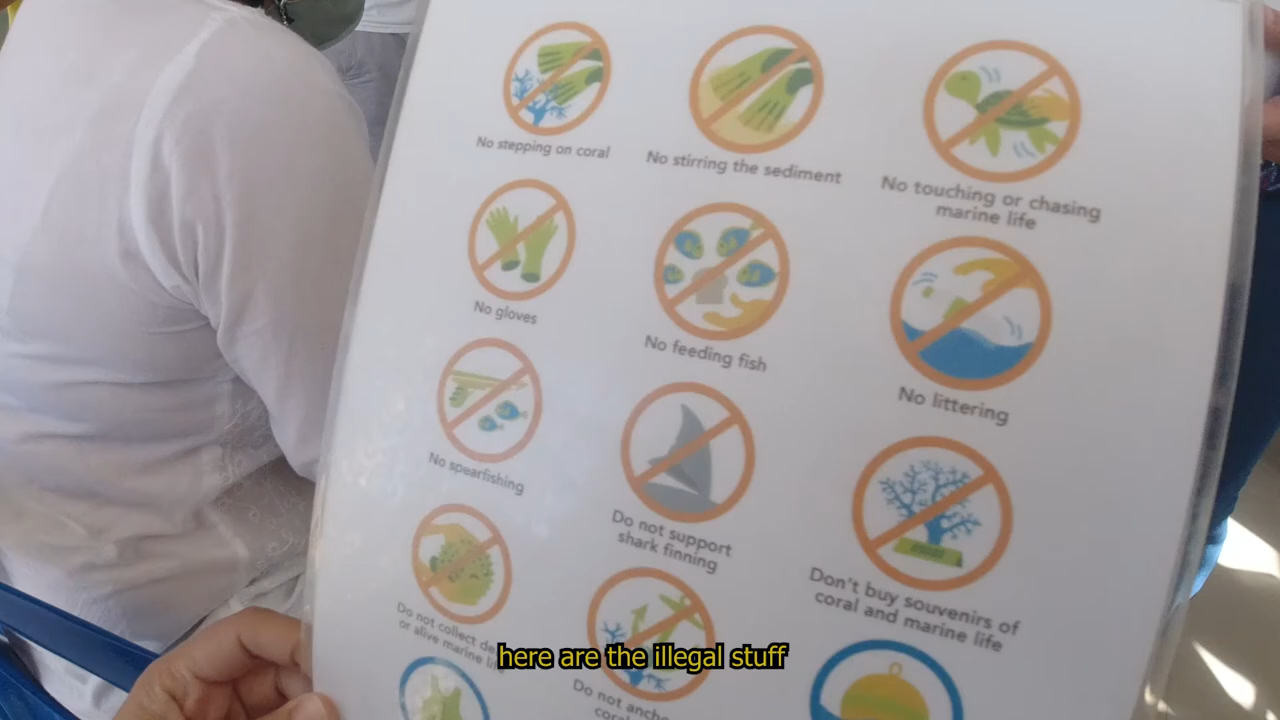 No stepping on coral
No stirring the sediment
No touching or chasing
marine life
No gloves
No feeding fish
No littering
No spearfishing
Do not support
shark finning
Don't buy souvenirs of
coral and marine life
Do not collect
or alive marine
Do not
here are the illegal stuff